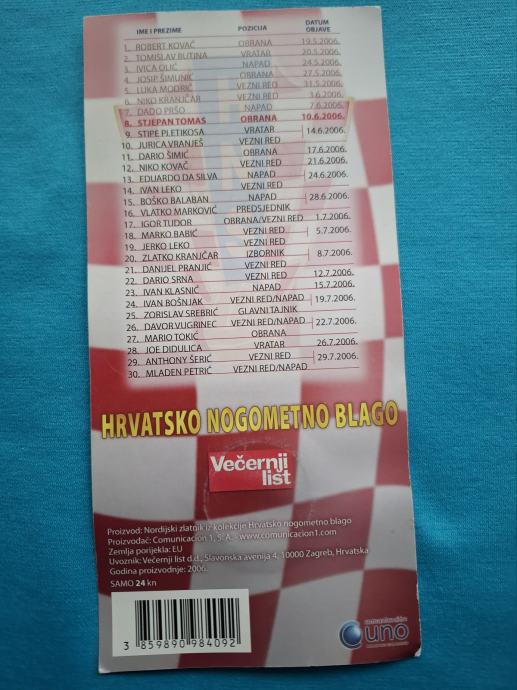 IME I PREZIME POZICIJA DATUM OBJAVE
1. ROBERT KOVAČ OBRANA 19.5.2006.
2. TOMISLAV BUTINA VRATAR 20.5.2006.
3. IVICA OLIĆ NAPAD 24.5.2006.
4. JOSIP ŠIMUNIĆ OBRANA 27.5.2006.
5. LUKA MODRIĆ VEZNI RED 31.5.2006.
6. NIKO KRANJČAR VEZNI RED 3.6.2006.
7. DADO PRŠO NAPAD 7.6.2006.
8. STJEPAN TOMAS OBRANA 10.6.2006.
9. STIPE PLETIKOSA VRATAR 14.6.2006.
10. JURICA VRANJEŠ VEZNI RED
11. DARIO ŠIMIĆ OBRANA 17.6.2006.
12. NIKO KOVAČ VEZNI RED 21.6.2006.
13. EDUARDO DA SILVA NAPAD 24.6.2006.
14. IVAN LEKO VEZNI RED
15. BOŠKO BALABAN NAPAD 28.6.2006.
16. VLATKO MARKOVIĆ PREDSJEDNIK
17. IGOR TUDOR OBRANA/VEZNI RED 1.7.2006.
18. MARKO BABIĆ VEZNI RED 5.7.2006.
19. JERKO LEKO VEZNI RED
20. ZLATKO KRANJČAR IZBORNIK 8.7.2006.
21. DANIJEL PRANJIĆ VEZNI RED
22. DARIO SRNA VEZNI RED 12.7.2006.
23. IVAN KLASNIĆ NAPAD 15.7.2006.
24. IVAN BOŠNJAK VEZNI RED/NAPAD 19.7.2006.
25. ZORISLAV SREBRIĆ GLAVNI TAJNIK
26. DAVOR VUGRINEC VEZNI RED/NAPAD 22.7.2006.
27. MARIO TOKIĆ OBRANA
28. JOE DIDULICA VRATAR 26.7.2006.
29. ANTHONY ŠERIĆ VEZNI RED 29.7.2006.
30. MLADEN PETRIĆ VEZNI RED/NAPAD
HRVATSKO NOGOMETNO BLAGO
Večernji
list
Proizvod: Nordijski zlatnik iz kolekcije Hrvatsko nogometno blago
Proizvođač: Comunicacion 1, S. A. - www.comunicacion1.com
Zemlja porijekla: EU
Uvoznik: Večernji list d.d., Slavonska avenija 4, 10000 Zagreb, Hrvatska
Godina proizvodnje: 2006.
SAMO 24 kn
3 859890 984092
uno